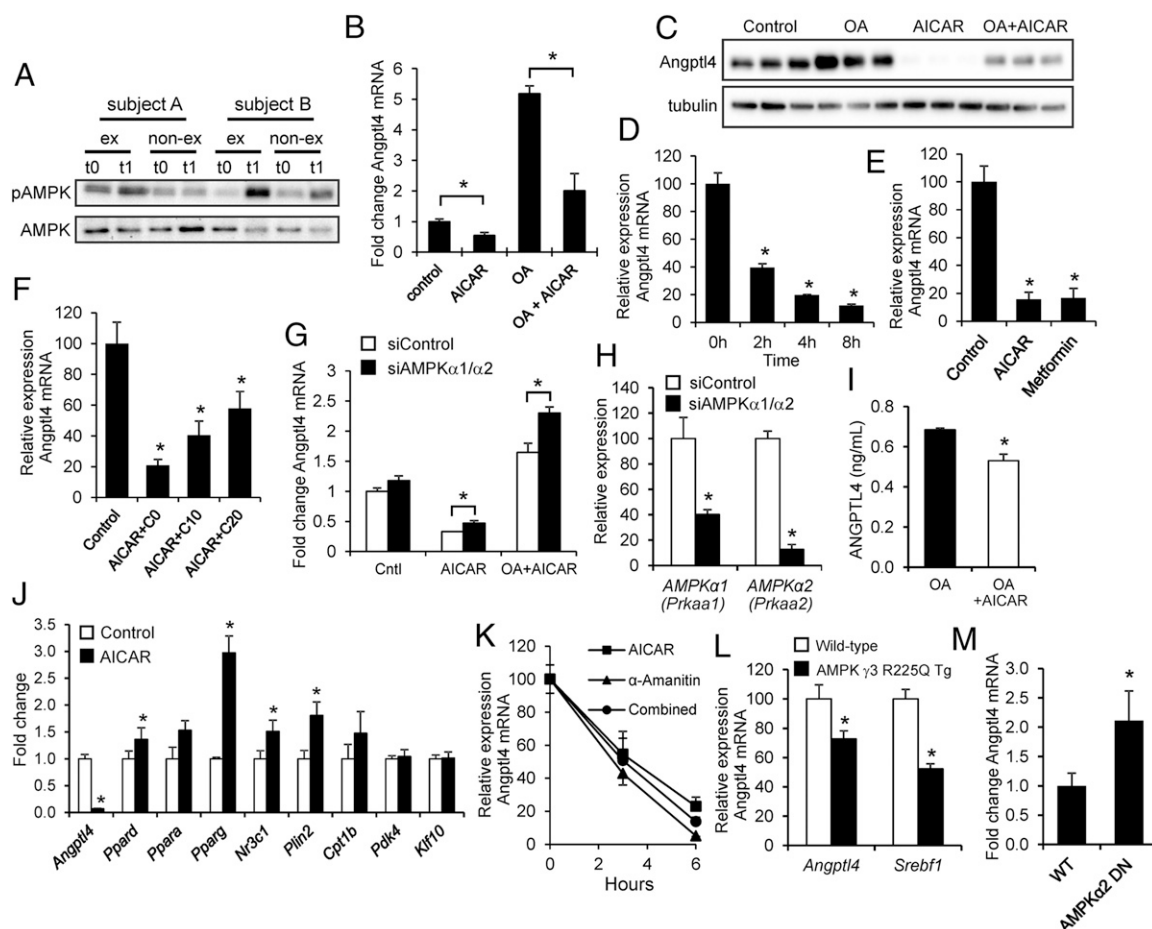 A
subject A subject B
ex non-ex ex non-ex
t0 t1 t0 t1 t0 t1 t0 t1
pAMPK
AMPK
B
Fold change Angptl4 mRNA
6
5
4
3
2
1
0
*
*
control
AICAR
OA
OA + AICAR
C
Control OA AICAR OA+AICAR
Angptl4
tubulin
D
Relative expression
Angptl4 mRNA
120
100
80
60
40
20
0
* * *
0h 2h 4h 8h
Time
E
Relative expression
Angptl4 mRNA
120
100
80
60
40
20
0
* *
Control
AICAR
Metformin
F
Relative expression
Angptl4 mRNA
120
100
80
60
40
20
0
* * *
Control
AICAR+C0
AICAR+C10
AICAR+C20
G
siControl
siAMPKα1/α2
Fold change Angptl4 mRNA
3
2.5
2
1.5
1
0.5
0
*
*
Cntl AICAR OA+AICAR
H
siControl
siAMPKα1/α2
Relative expression
140
120
100
80
60
40
20
0
* *
AMPKα1 AMPKα2
(Prkaa1) (Prkaa2)
I
ANGPTL4 (ng/mL)
0.8
0.6
0.4
0.2
0.0
*
OA OA
+AICAR
J
Control
AICAR
Fold change
3.5
3.0
2.5
2.0
1.5
1.0
0.5
0.0
* * * * *
Angptl4
Ppard
Ppara
Pparg
Nr3c1
Plin2
Cpt1b
Pdk4
Klf10
K
AICAR
α-Amanitin
Combined
Relative expression
Angptl4 mRNA
120
100
80
60
40
20
0
0 2 4 6
Hours
L
Wild-type
AMPK γ3 R225Q Tg
Relative expression
Angptl4 mRNA
120
100
80
60
40
20
0
* *
Angptl4 Srebf1
M
Fold change Angptl4 mRNA
3.0
2.5
2.0
1.5
1.0
0.5
0.0
*
WT
AMPKα2 DN